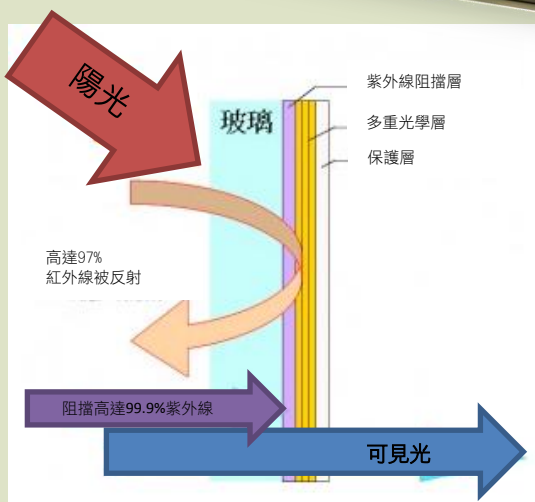 陽光
玻璃
紫外線阻擋層
多重光學層
保護層
高達97%
紅外線被反射
阻擋高達99.9%紫外線
可見光